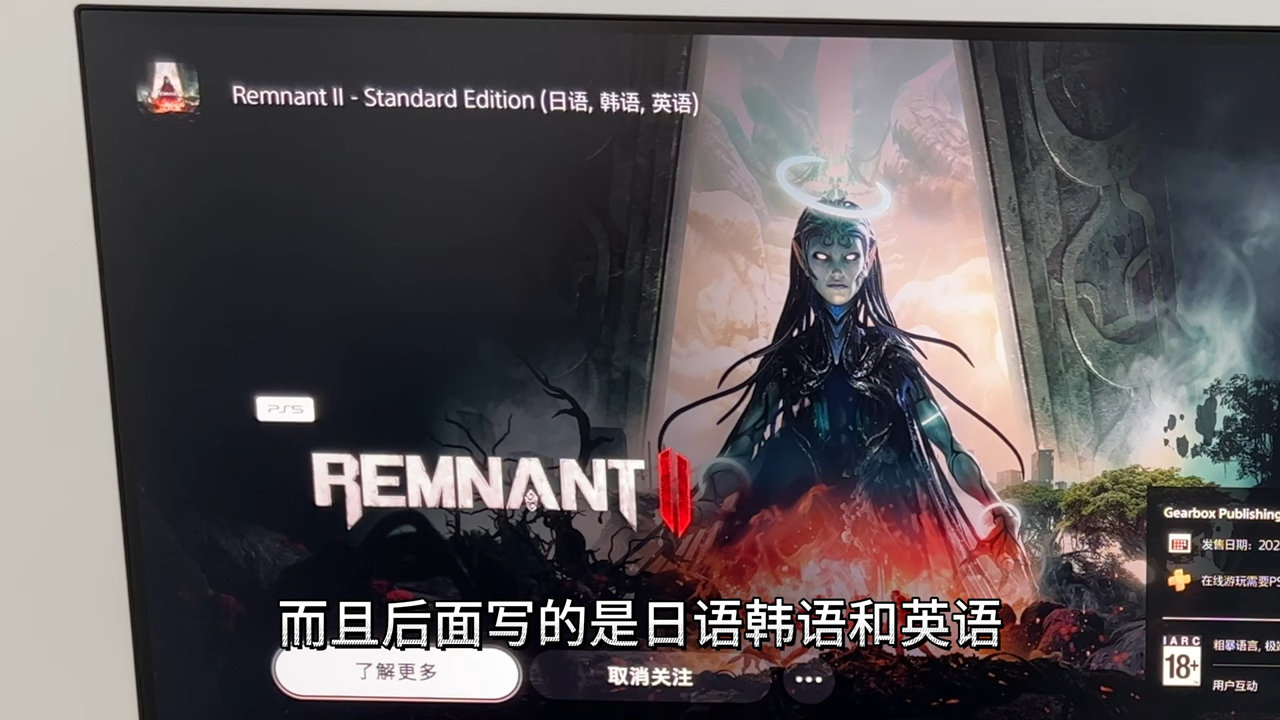 Remnant II - Standard Edition (日语, 韩语, 英语)
PS5
REMNANT II
Gearbox Publishing
发售日期: 202
在线游玩需要PS
IARC
18+
粗暴语言, 极
用户互动
而且后面写的是日语韩语和英语
了解更多
取消关注
•••